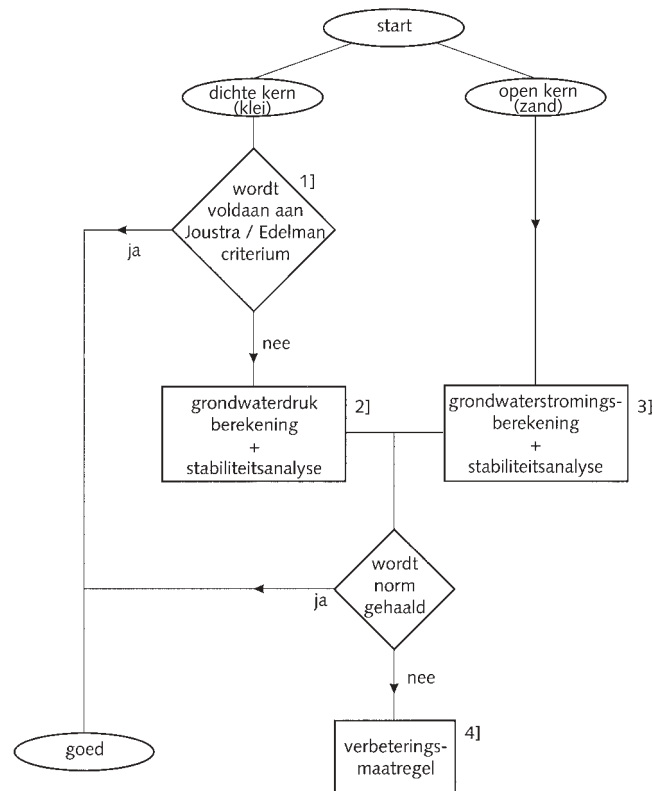 start
dichte kern
(klei)
open kern
(zand)
1]
wordt
voldaan aan
Joustra / Edelman
criterium
ja
nee
grondwaterdruk
berekening
+
stabiliteitsanalyse
2]
grondwaterstromings-
berekening
+
stabiliteitsanalyse
3]
wordt
norm
gehaald
ja
nee
goed
verbeterings-
maatregel
4]